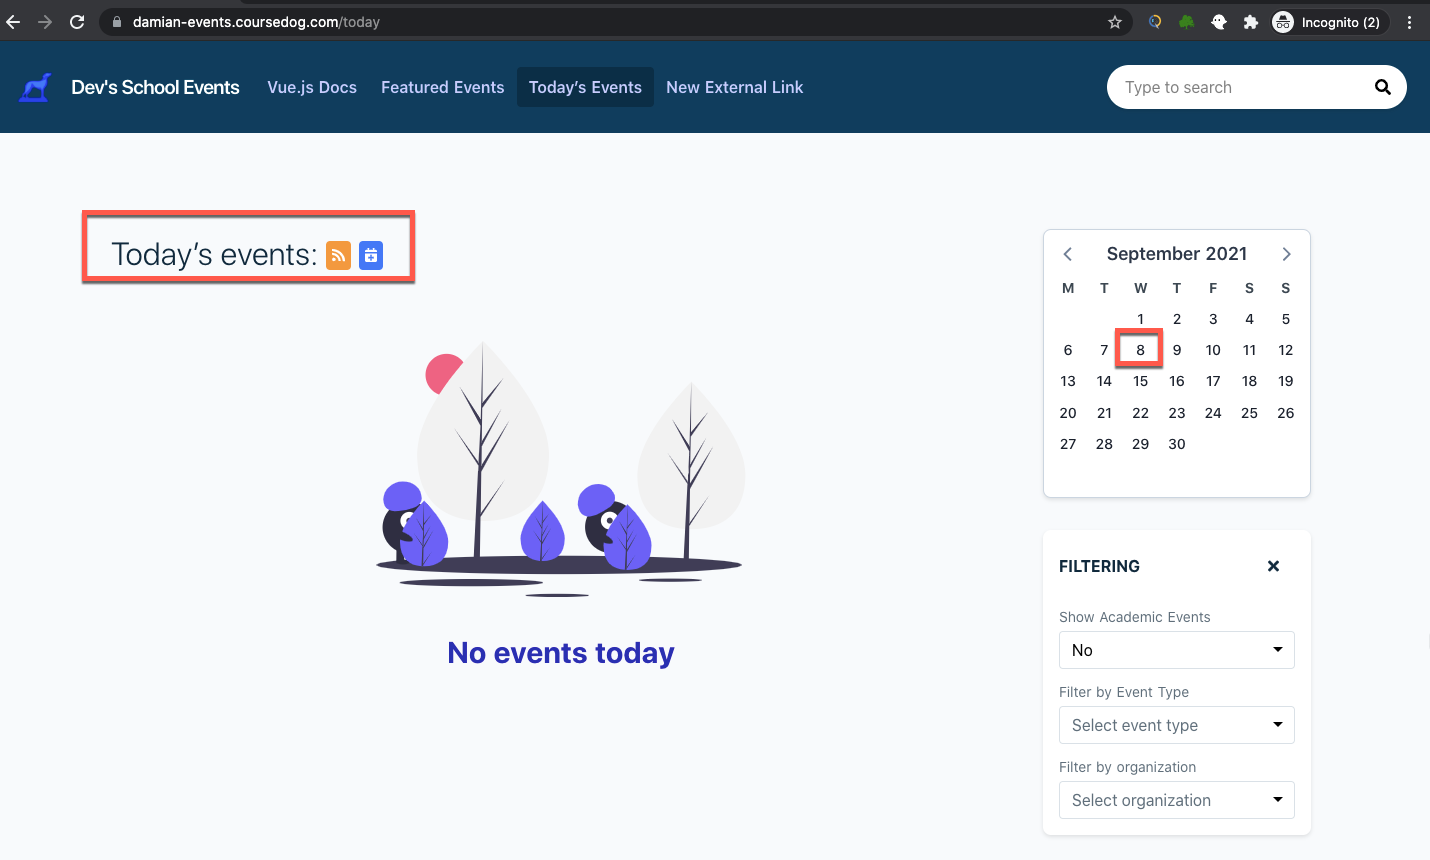 damian-events.coursedog.com/today
Incognito (2)
Dev's School Events
Vue.js Docs
Featured Events
Today’s Events
New External Link
Type to search
Today’s events:
September 2021
M T W T F S S
1 2 3 4 5
6 7 8 9 10 11 12
13 14 15 16 17 18 19
20 21 22 23 24 25 26
27 28 29 30
No events today
FILTERING
Show Academic Events
No
Filter by Event Type
Select event type
Filter by organization
Select organization